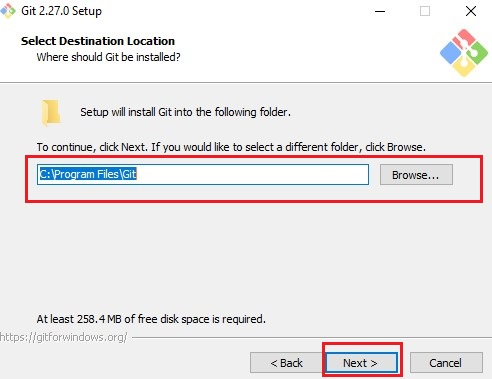 Git 2.27.0 Setup
Select Destination Location
Where should Git be installed?
Setup will install Git into the following folder.
To continue, click Next. If you would like to select a different folder, click Browse.
C:\Program Files\Git
Browse...
At least 258.4 MB of free disk space is required.
https://gitforwindows.org/
< Back
Next >
Cancel